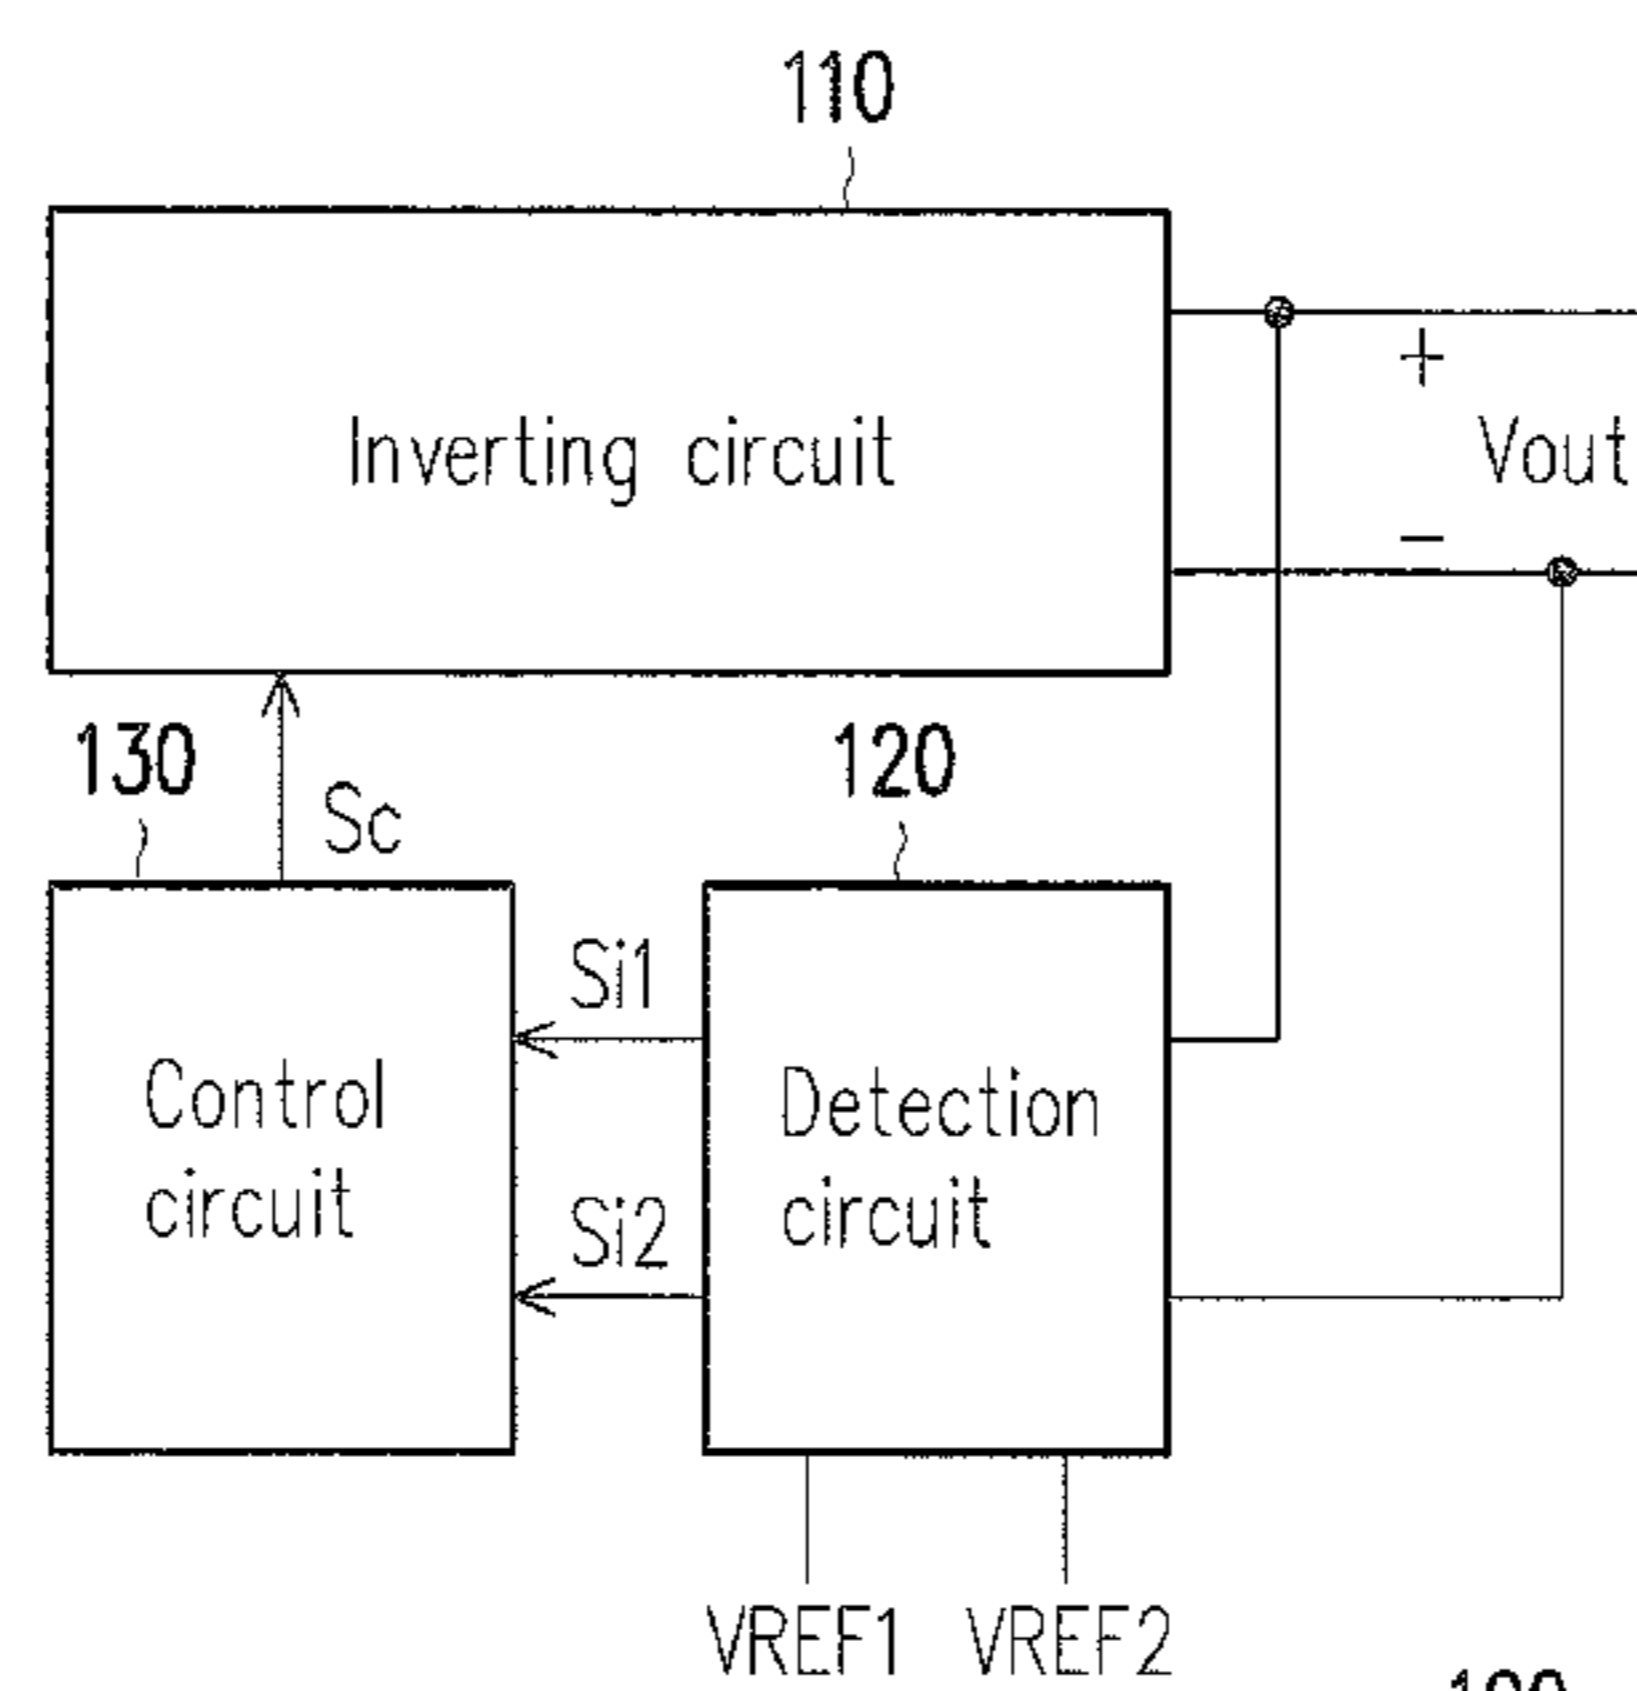 110
Inverting circuit
+
Vout
−
130
Sc
120
Si1
Control
circuit
Detection
circuit
Si2
VREF1 VREF2